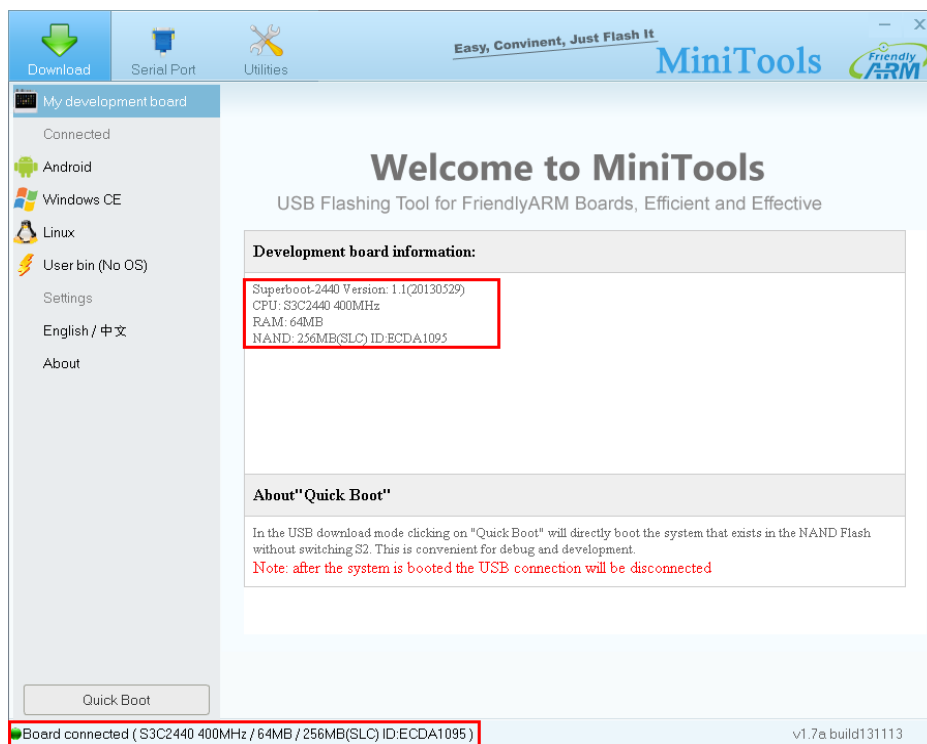 Download
Serial Port
Utilities
Easy, Convinent, Just Flash It
MiniTools
Friendly
ARM
My development board
Connected
Android
Windows CE
Linux
User bin (No OS)
Settings
English / 中文
About
Quick Boot
Welcome to MiniTools
USB Flashing Tool for FriendlyARM Boards, Efficient and Effective
Development board information:
Superboot-2440 Version: 1.1(20130529)
CPU: S3C2440 400MHz
RAM: 64MB
NAND: 256MB(SLC) ID:ECDA1095
About"Quick Boot"
In the USB download mode clicking on "Quick Boot" will directly boot the system that exists in the NAND Flash
without switching S2. This is convenient for debug and development.
Note: after the system is booted the USB connection will be disconnected
Board connected ( S3C2440 400MHz / 64MB / 256MB(SLC) ID:ECDA1095 )
v1.7a build131113